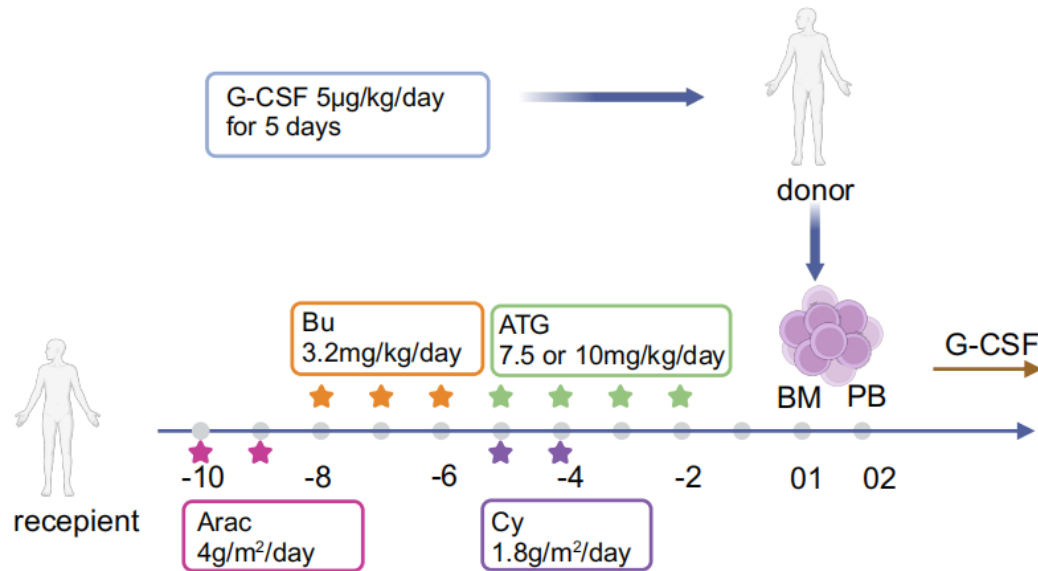 G-CSF 5µg/kg/day
for 5 days
donor
Bu
3.2mg/kg/day
ATG
7.5 or 10mg/kg/day
G-CSF
BM PB
-10 -8 -6 -4 -2 01 02
recepient
Arac
4g/m²/day
Cy
1.8g/m²/day